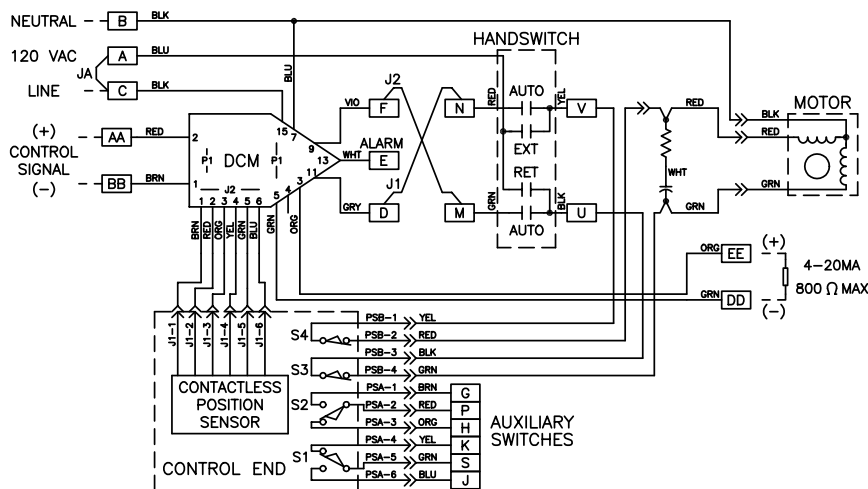 NEUTRAL B BLK
120 VAC A BLU
JA
LINE C BLK
BLU
HANDSWITCH
(+) AA RED 2
CONTROL SIGNAL
(-) BB BRN 1
P1 DCM P1
J2
15 7 9 13 11 3 4 5
1 2 3 4 5 6
VIO F
J2
WHT ALARM E
J1
GRY D
N RED AUTO YEL V
EXT
RET
M GRN AUTO BLK U
RED
WHT
GRN
MOTOR
BLK
RED
GRN
ORG EE (+)
4-20MA
800 Ω MAX
GRN DD (-)
BRN RED ORG YEL GRN BLU
GRN ORG
J1-1 J1-2 J1-3 J1-4 J1-5 J1-6
CONTACTLESS
POSITION
SENSOR
CONTROL END
S4
S3
S2
S1
PSB-1 YEL
PSB-2 RED
PSB-3 BLK
PSB-4 GRN
PSA-1 BRN G
PSA-2 RED P
PSA-3 ORG H
PSA-4 YEL K
PSA-5 GRN S
PSA-6 BLU J
AUXILIARY
SWITCHES